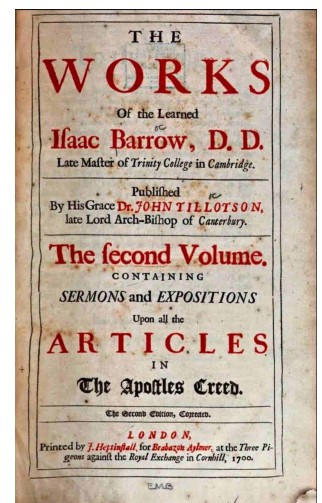 THE
WORKS
Of the Learned
Iſaac Barrow, D. D.
Late Maſter of Trinity College in Cambridge.
Publiſhed
By His Grace Dr. JOHN TILLOTSON,
late Lord Arch-Biſhop of Canterbury.
The ſecond Volume.
CONTAINING
SERMONS and EXPOSITIONS
Upon all the
ARTICLES
IN
The Apoſtles Creed.
The Second Edition, Corrected.
LONDON,
Printed by J. Heptinſtall, for Brabazon Aylmer, at the Three Pi-
geons againſt the Royal Exchange in Cornhill, 1700.